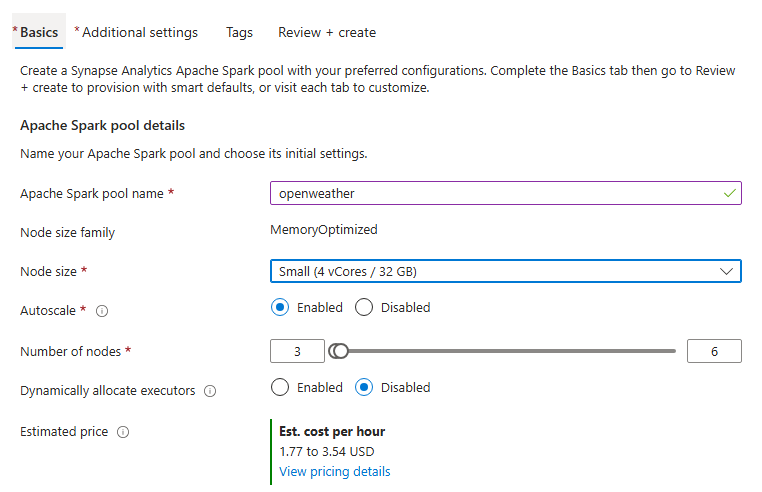 *Basics *Additional settings Tags Review + create
Create a Synapse Analytics Apache Spark pool with your preferred configurations. Complete the Basics tab then go to Review
+ create to provision with smart defaults, or visit each tab to customize.
Apache Spark pool details
Name your Apache Spark pool and choose its initial settings.
Apache Spark pool name * openweather
Node size family MemoryOptimized
Node size * Small (4 vCores / 32 GB)
Autoscale * Enabled Disabled
Number of nodes * 3 6
Dynamically allocate executors Enabled Disabled
Estimated price Est. cost per hour
1.77 to 3.54 USD
View pricing details